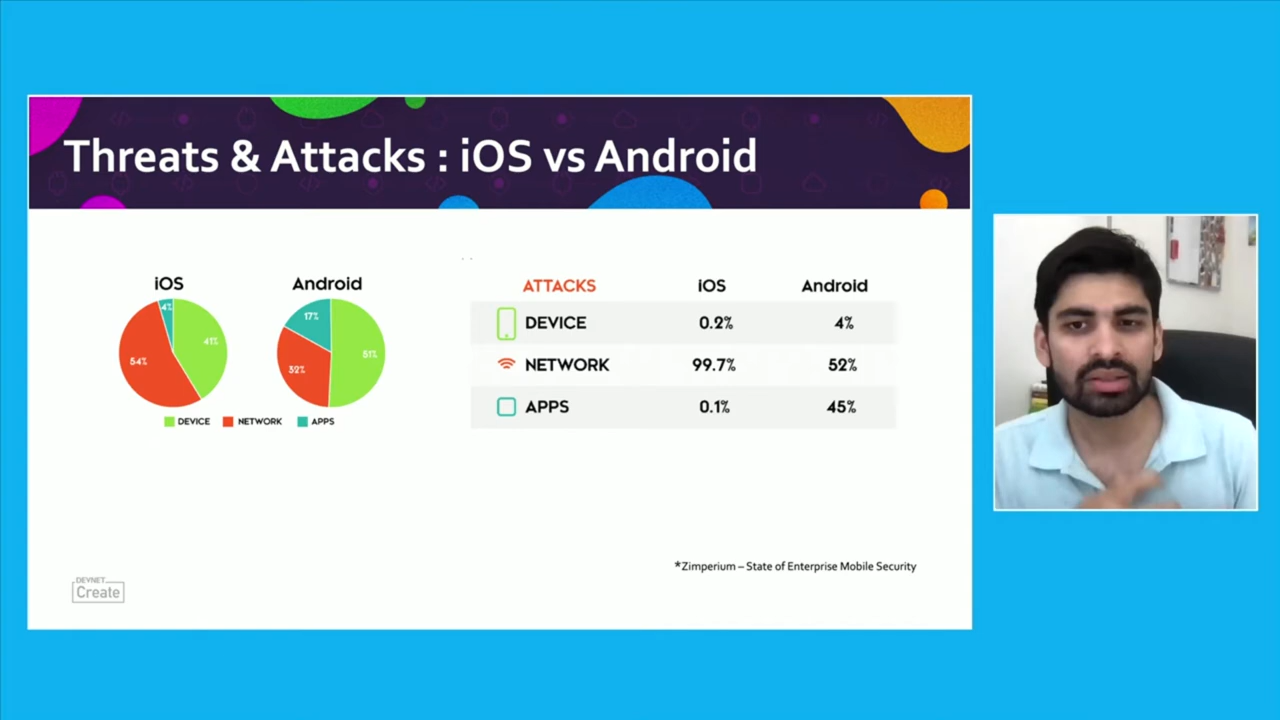 Threats & Attacks : iOS vs Android
iOS
Android
4%
41%
54%
17%
51%
32%
DEVICE NETWORK APPS
ATTACKS iOS Android
DEVICE 0.2% 4%
NETWORK 99.7% 52%
APPS 0.1% 45%
*Zimperium – State of Enterprise Mobile Security
DEVNET
Create